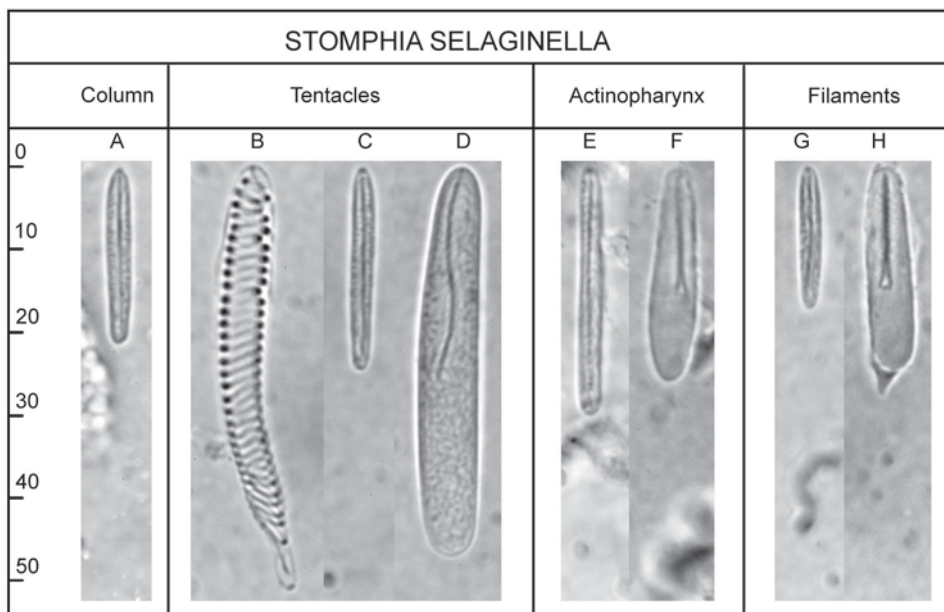 STOMPHIA SELAGINELLA
Column Tentacles Actinopharynx Filaments
A B C D E F G H
0
10
20
30
40
50